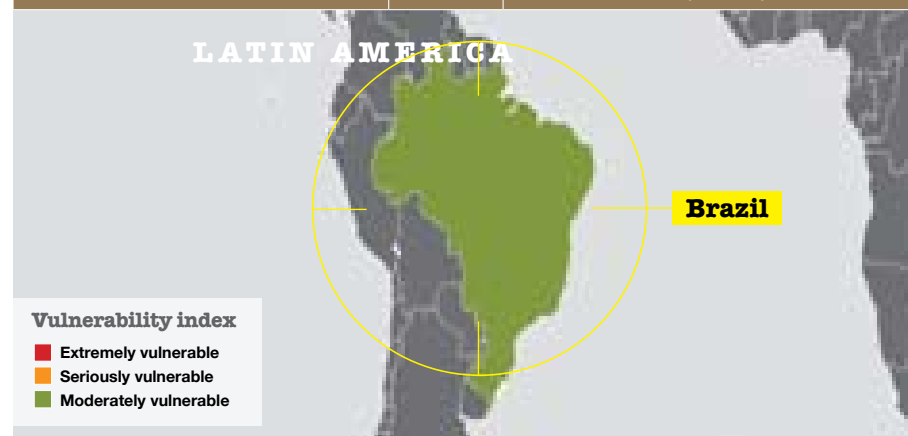 LATIN AMERICA
Brazil
Vulnerability index
Extremely vulnerable
Seriously vulnerable
Moderately vulnerable